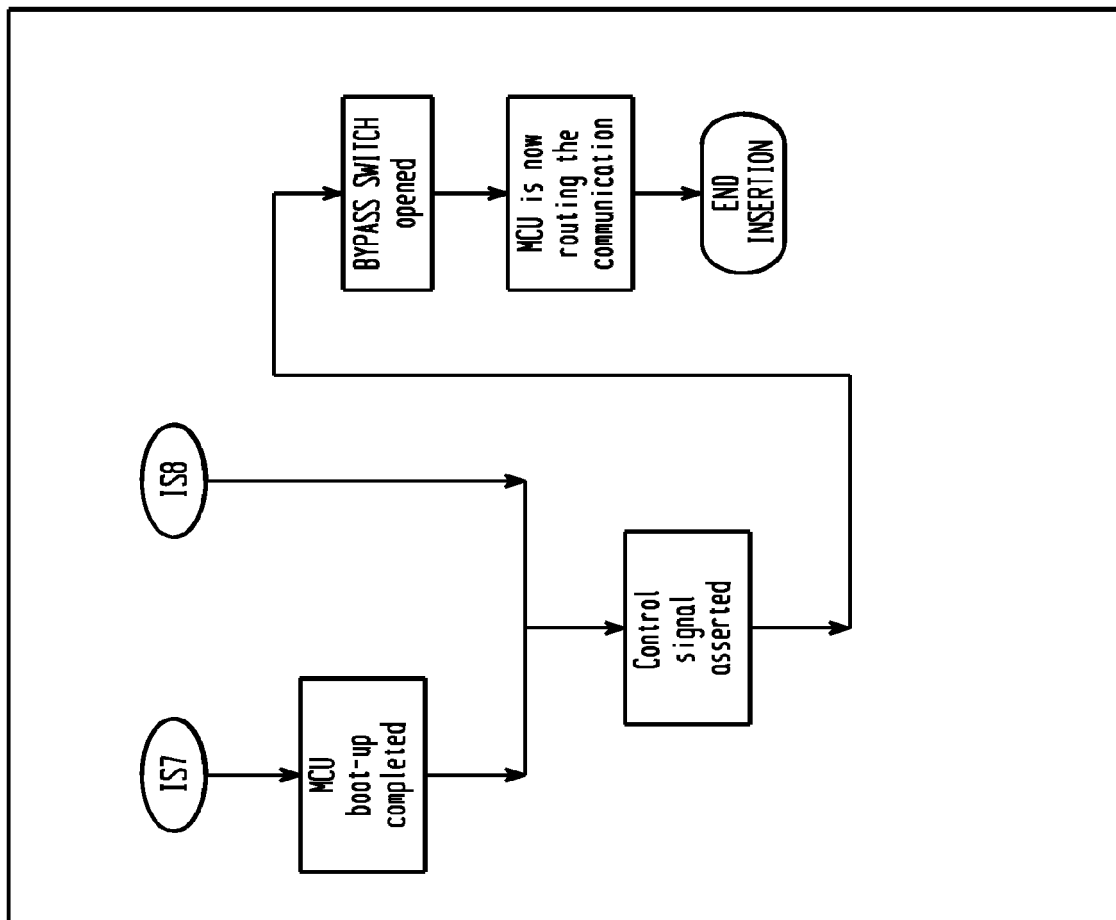 IS7
MCU
boot-up
completed
IS8
Control
signal
asserted
BYPASS SWITCH
opened
MCU is now
routing the
communication
END
INSERTION